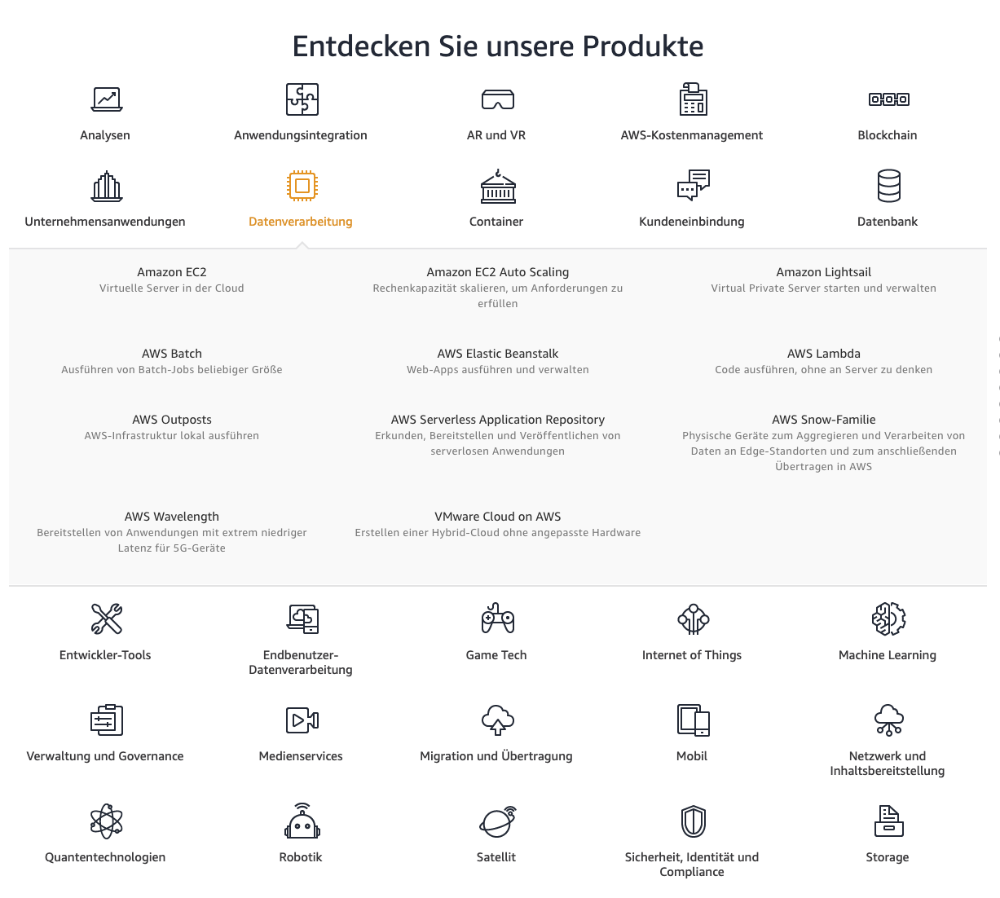 Entdecken Sie unsere Produkte
Analysen
Anwendungsintegration
AR und VR
AWS-Kostenmanagement
Blockchain
Unternehmensanwendungen
Datenverarbeitung
Container
Kundeneinbindung
Datenbank
Amazon EC2
Virtuelle Server in der Cloud
Amazon EC2 Auto Scaling
Rechenkapazität skalieren, um Anforderungen zu
erfüllen
Amazon Lightsail
Virtual Private Server starten und verwalten
AWS Batch
Ausführen von Batch-Jobs beliebiger Größe
AWS Elastic Beanstalk
Web-Apps ausführen und verwalten
AWS Lambda
Code ausführen, ohne an Server zu denken
AWS Outposts
AWS-Infrastruktur lokal ausführen
AWS Serverless Application Repository
Erkunden, Bereitstellen und Veröffentlichen von
serverlosen Anwendungen
AWS Snow-Familie
Physische Geräte zum Aggregieren und Verarbeiten von
Daten an Edge-Standorten und zum anschließenden
Übertragen in AWS
AWS Wavelength
Bereitstellen von Anwendungen mit extrem niedriger
Latenz für 5G-Geräte
VMware Cloud on AWS
Erstellen einer Hybrid-Cloud ohne angepasste Hardware
Entwickler-Tools
Endbenutzer-
Datenverarbeitung
Game Tech
Internet of Things
Machine Learning
Verwaltung und Governance
Medienservices
Migration und Übertragung
Mobil
Netzwerk und
Inhaltsbereitstellung
Quantentechnologien
Robotik
Satellit
Sicherheit, Identität und
Compliance
Storage